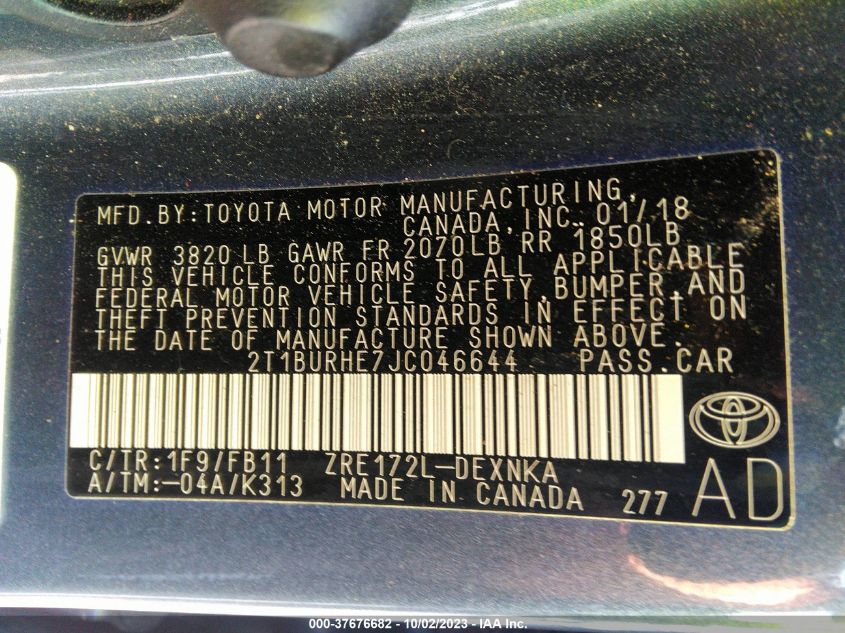 MFD.BY:TOYOTA MOTOR MANUFACTURING,
CANADA, INC. 01/18
GVWR 3820 LB GAWR FR 2070LB RR 1850LB
THIS VEHICLE CONFORMS TO ALL APPLICABLE
FEDERAL MOTOR VEHICLE SAFETY, BUMPER, AND
THEFT PREVENTION STANDARDS IN EFFECT ON
THE DATE OF MANUFACTURE SHOWN ABOVE.
2T1BURHE7JC046644 PASS.CAR
C/TR:1F9/FB11 ZRE172L-DEXNKA
A/TM:-04A/K313 MADE IN CANADA 277 AD
000-37676682 - 10/02/2023 - IAA Inc.